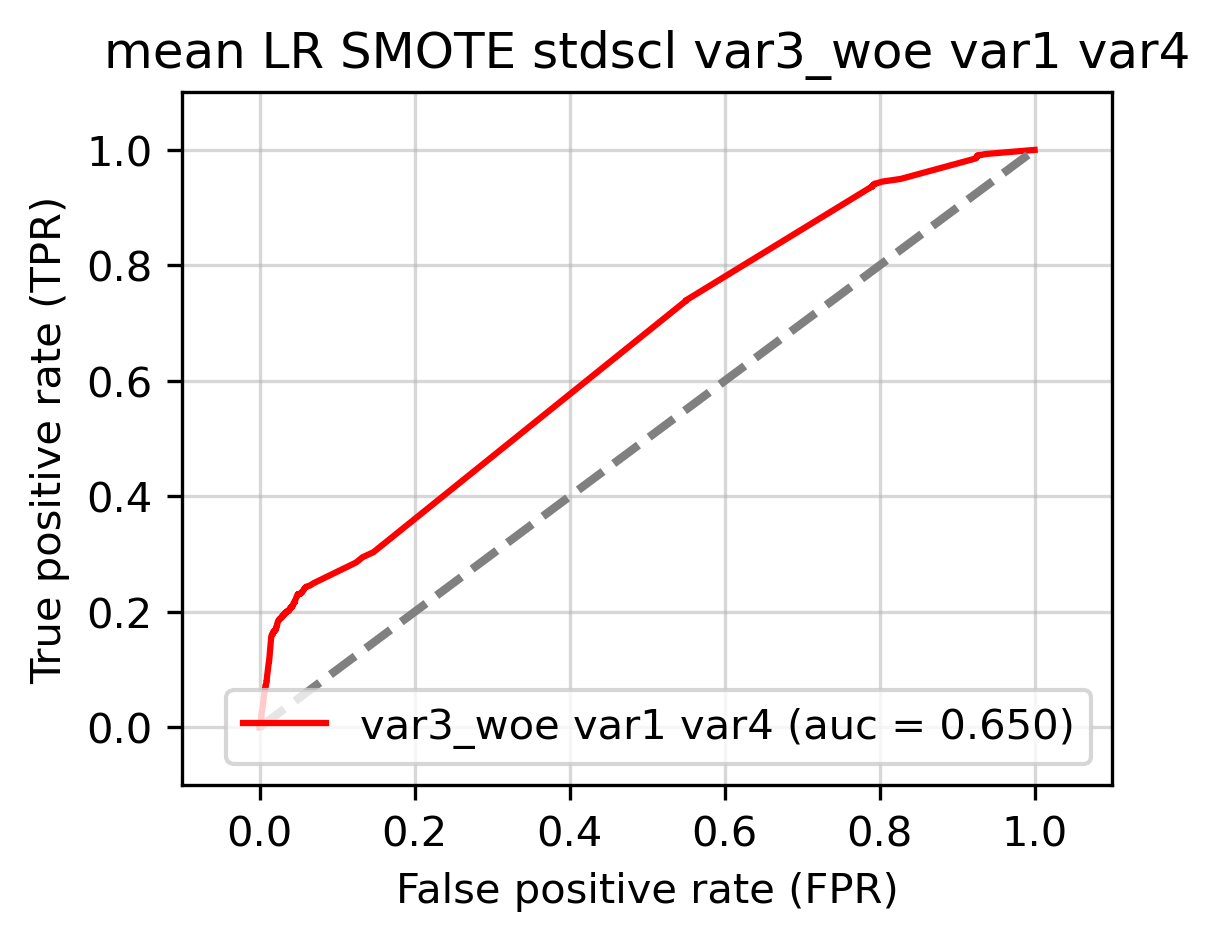 mean LR SMOTE stdscl var3_woe var1 var4
True positive rate (TPR)
1.0
0.8
0.6
0.4
0.2
0.0
var3_woe var1 var4 (auc = 0.650)
0.0 0.2 0.4 0.6 0.8 1.0
False positive rate (FPR)